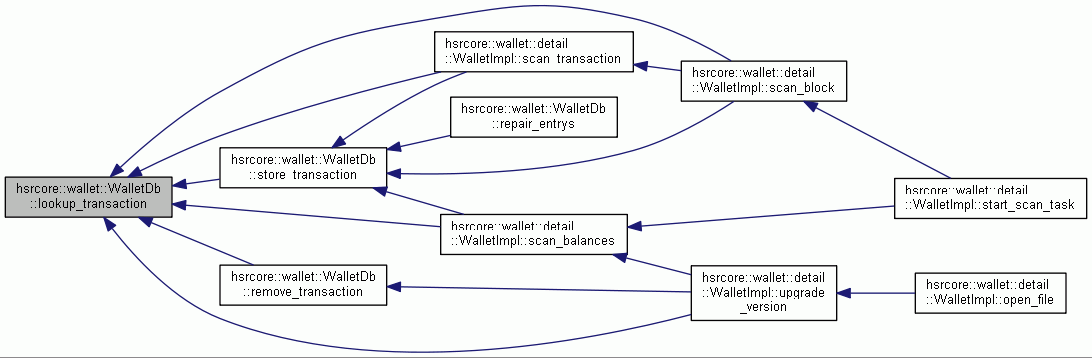 hsrcore::wallet::WalletDb
::lookup_transaction
hsrcore::wallet::detail
::WalletImpl::scan_transaction
hsrcore::wallet::WalletDb
::repair_entrys
hsrcore::wallet::WalletDb
::store_transaction
hsrcore::wallet::detail
::WalletImpl::scan_balances
hsrcore::wallet::WalletDb
::remove_transaction
hsrcore::wallet::detail
::WalletImpl::scan_block
hsrcore::wallet::detail
::WalletImpl::upgrade
_version
hsrcore::wallet::detail
::WalletImpl::start_scan_task
hsrcore::wallet::detail
::WalletImpl::open_file